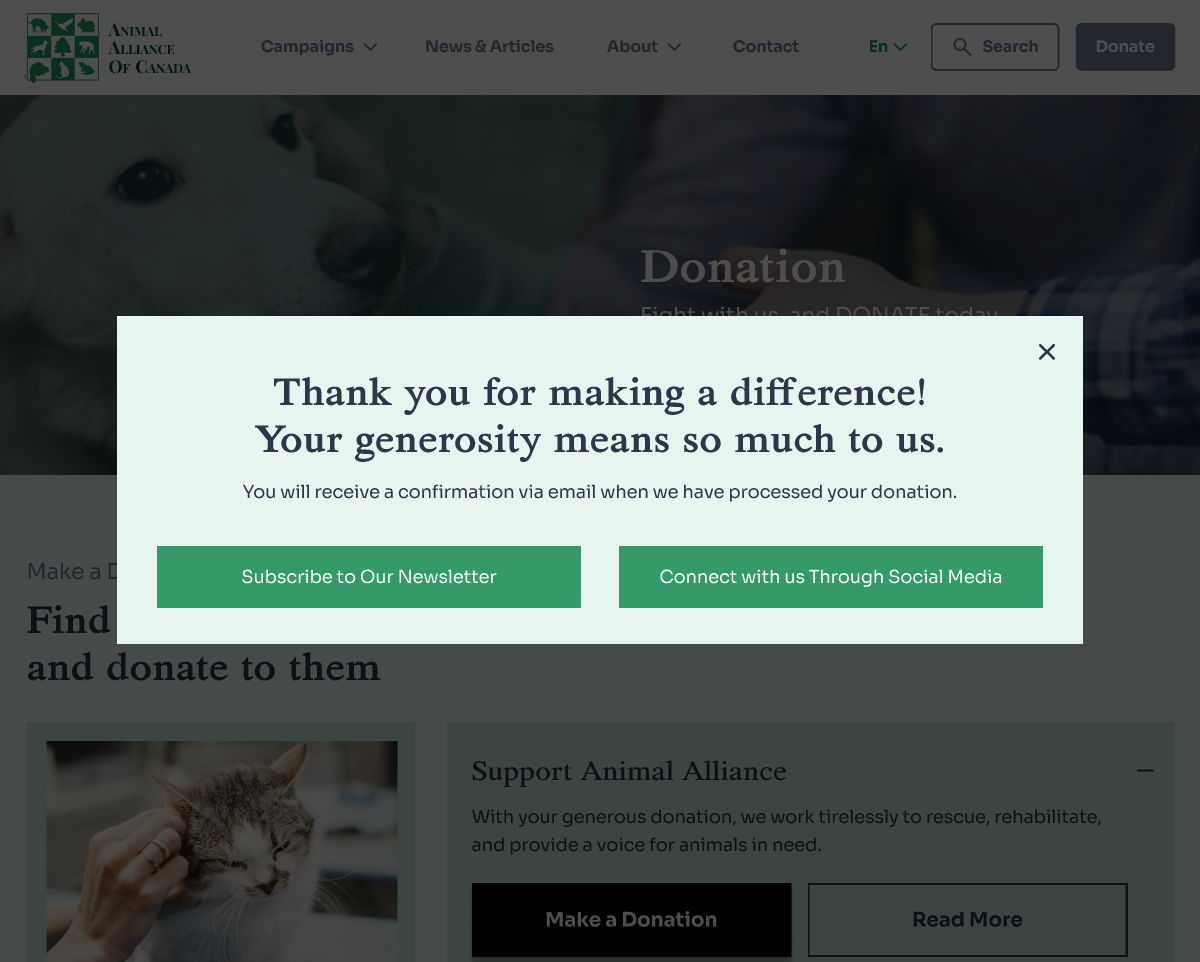 Animal
Alliance
Of Canada
Campaigns
News & Articles
About
Contact
En
Search
Donate
Donation
Fight with us, and DONATE today
Thank you for making a difference!
Your generosity means so much to us.
You will receive a confirmation via email when we have processed your donation.
Subscribe to Our Newsletter
Connect with us Through Social Media
Make a D
Find
and donate to them
Support Animal Alliance
With your generous donation, we work tirelessly to rescue, rehabilitate,
and provide a voice for animals in need.
Make a Donation
Read More